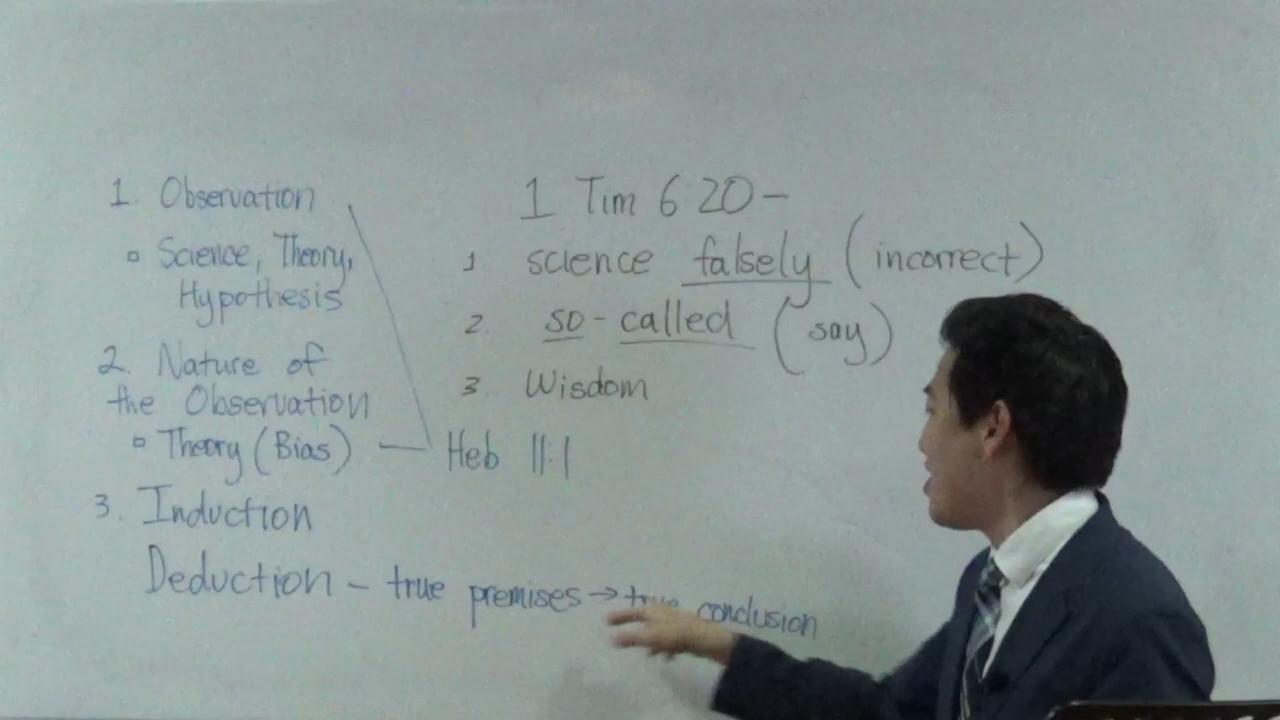 1. Observation
▫ Science, Theory,
Hypothesis
2. Nature of
the Observation
▫ Theory (Bias) — Heb 11:1
3. Induction
Deduction – true premises → true conclusion
1 Tim 6 20 –
1 science falsely (incorrect)
2. so-called (say)
3 Wisdom